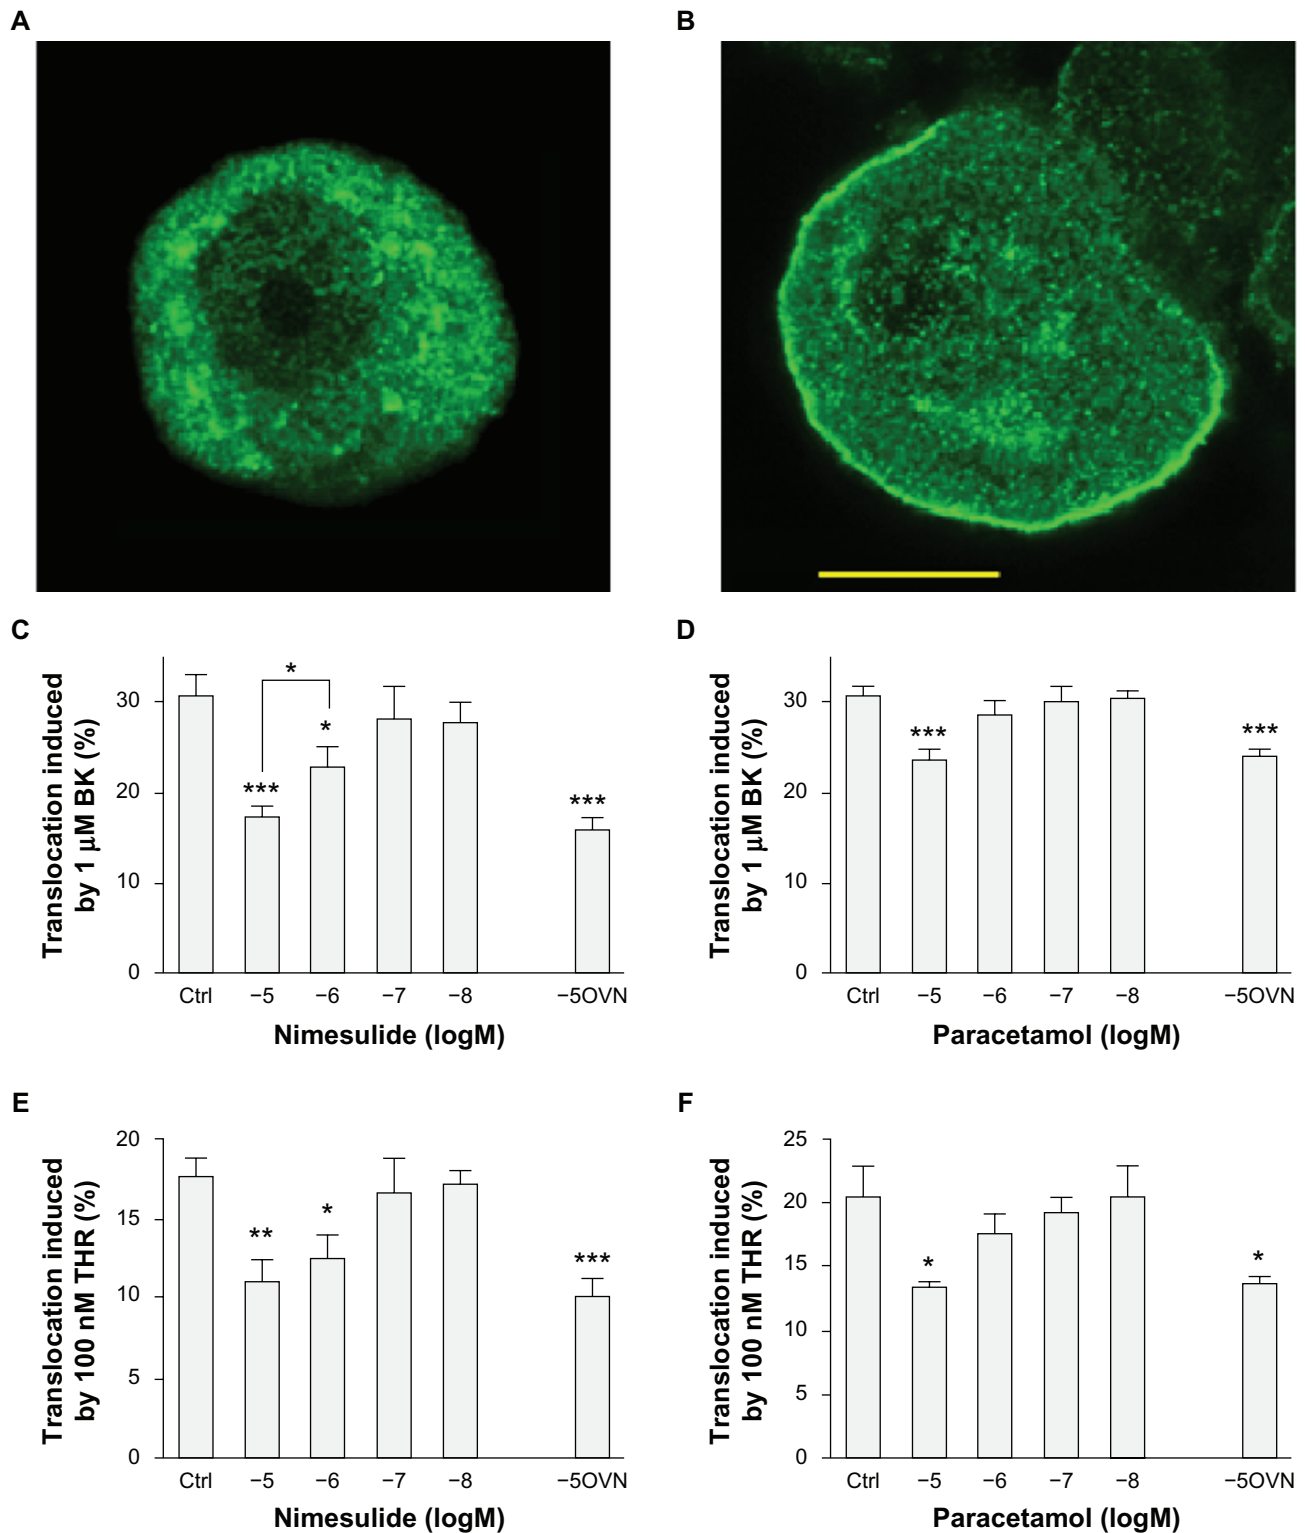 A
B
C
Translocation induced
by 1 μM BK (%)
30
20
10
0
***
*
*
***
Ctrl −5 −6 −7 −8 −5OVN
Nimesulide (logM)
D
Translocation induced
by 1 μM BK (%)
30
20
10
0
***
***
Ctrl −5 −6 −7 −8 −5OVN
Paracetamol (logM)
E
Translocation induced
by 100 nM THR (%)
20
15
10
5
0
**
*
***
Ctrl −5 −6 −7 −8 −5OVN
Nimesulide (logM)
F
Translocation induced
by 100 nM THR (%)
25
20
15
10
5
0
*
*
Ctrl −5 −6 −7 −8 −5OVN
Paracetamol (logM)